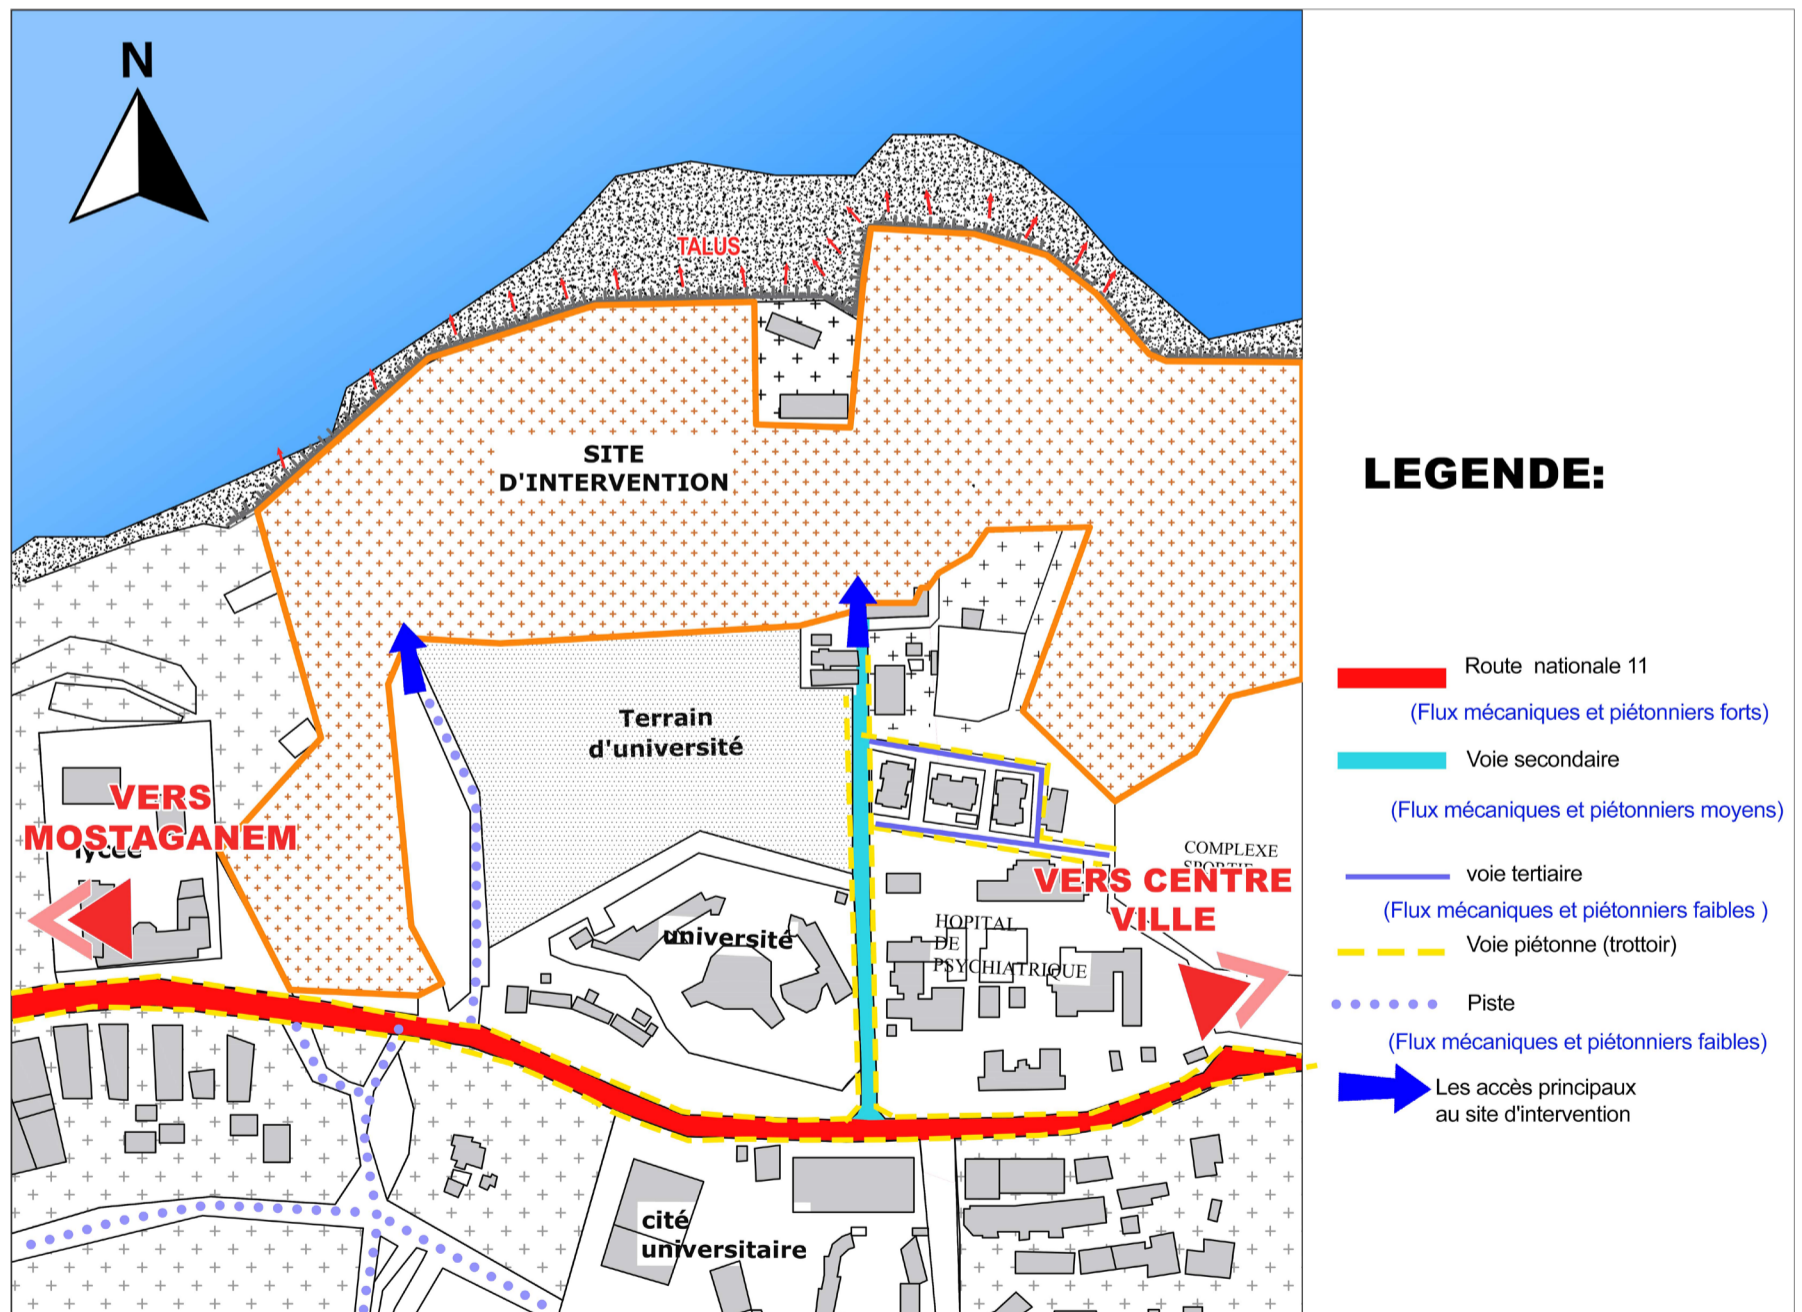 N
TALUS
SITE
D'INTERVENTION
Terrain
d'université
VERS
MOSTAGANEM
lycée
université
COMPLEXE
SPORTIF
VERS CENTRE
VILLE
HOPITAL
DE
PSYCHIATRIQUE
cité
universitaire
LEGENDE:
Route nationale 11
(Flux mécaniques et piétonniers forts)
Voie secondaire
(Flux mécaniques et piétonniers moyens)
voie tertiaire
(Flux mécaniques et piétonniers faibles )
Voie piétonne (trottoir)
Piste
(Flux mécaniques et piétonniers faibles)
Les accès principaux
au site d'intervention